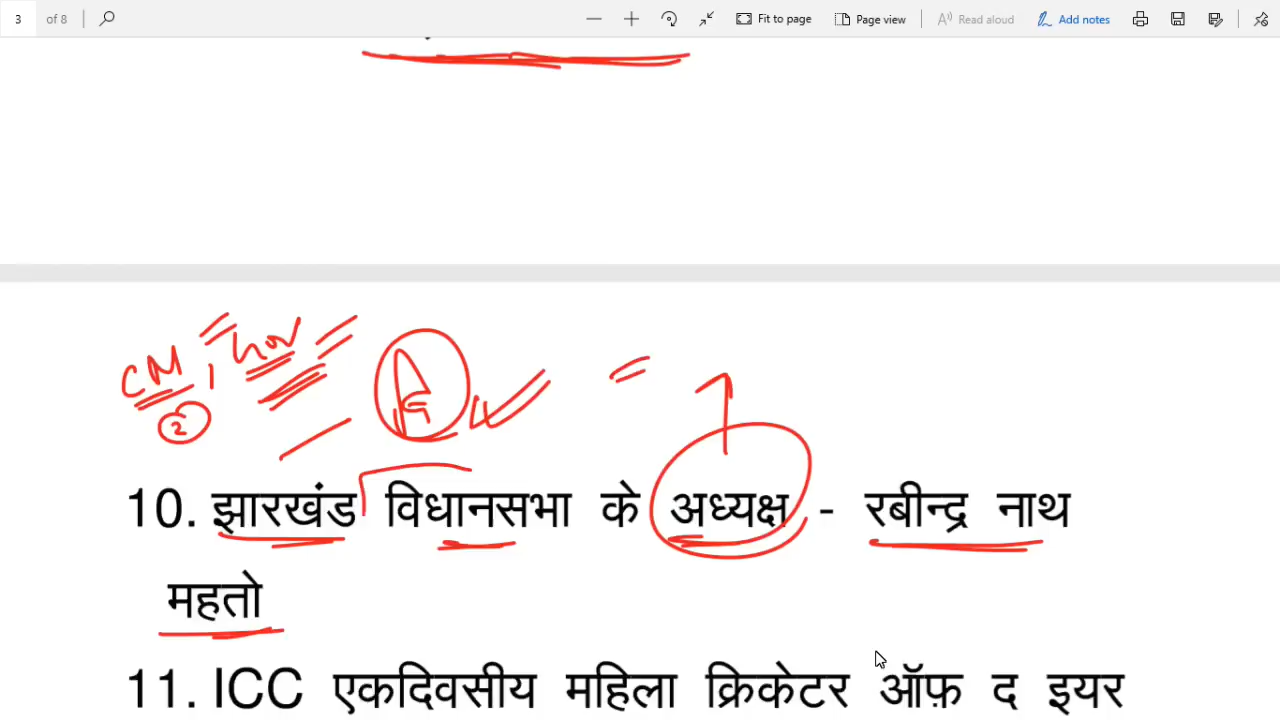 3 of 8 Fit to page Page view Read aloud Add notes
CM , Gov
2
10. झारखंड विधानसभा के अध्यक्ष - रबीन्द्र नाथ
महतो
11. ICC एकदिवसीय महिला क्रिकेटर ऑफ़ द इयर